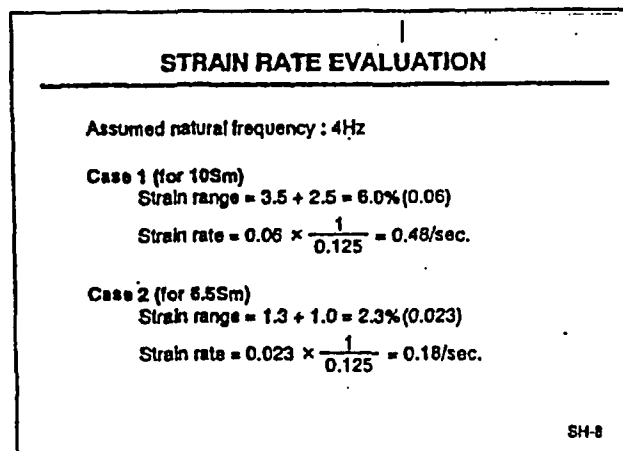 STRAIN RATE EVALUATION
Assumed natural frequency : 4Hz
Case 1 (for 10Sm)
Strain range = 3.5 + 2.5 = 6.0% (0.06)
Strain rate = 0.06 × 1/0.125 = 0.48/sec.
Case 2 (for 5.5Sm)
Strain range = 1.3 + 1.0 = 2.3% (0.023)
Strain rate = 0.023 × 1/0.125 = 0.18/sec.
SH-8